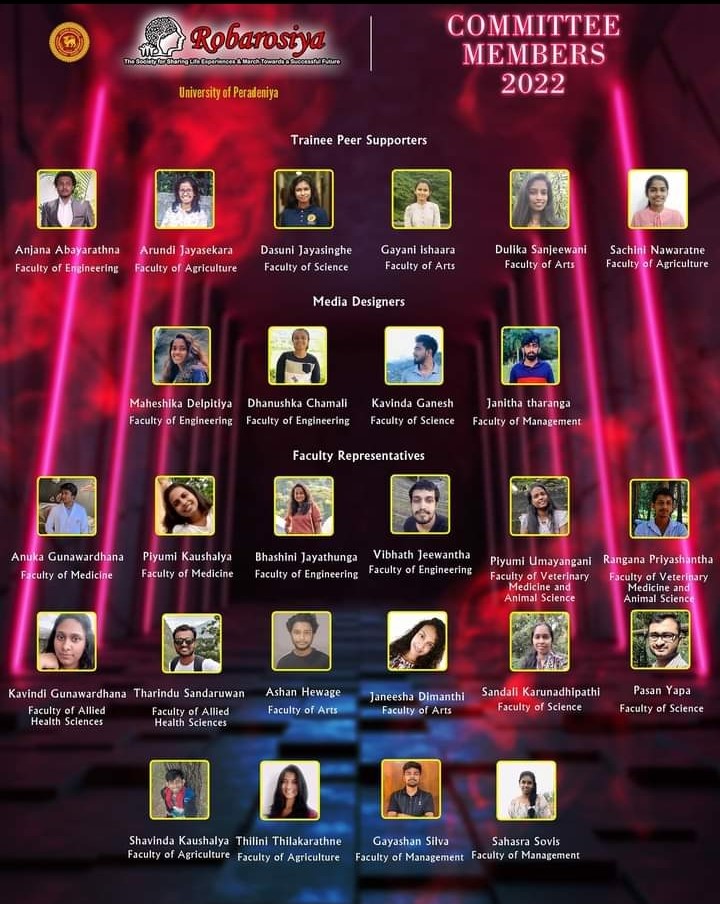 Robarosiya
The Society for Sharing Life Experiences & March Towards a Successful Future
University of Peradeniya
COMMITTEE
MEMBERS
2022
Trainee Peer Supporters
Anjana Abayarathna
Faculty of Engineering
Arundi Jayasekara
Faculty of Agriculture
Dasuni Jayasinghe
Faculty of Science
Gayani ishaara
Faculty of Arts
Dulika Sanjeewani
Faculty of Arts
Sachini Nawaratne
Faculty of Agriculture
Media Designers
Maheshika Delpitiya
Faculty of Engineering
Dhanushka Chamali
Faculty of Engineering
Kavinda Ganesh
Faculty of Science
Janitha tharanga
Faculty of Management
Faculty Representatives
Anuka Gunawardhana
Faculty of Medicine
Piyumi Kaushalya
Faculty of Medicine
Bhashini Jayathunga
Faculty of Engineering
Vibhath Jeewantha
Faculty of Engineering
Piyumi Umayangani
Faculty of Veterinary
Medicine and
Animal Science
Rangana Priyashantha
Faculty of Veterinary
Medicine and
Animal Science
Kavindi Gunawardhana
Faculty of Allied
Health Sciences
Tharindu Sandaruwan
Faculty of Allied
Health Sciences
Ashan Hewage
Faculty of Arts
Janeesha Dimanthi
Faculty of Arts
Sandali Karunadhipathi
Faculty of Science
Pasan Yapa
Faculty of Science
Shavinda Kaushalya
Faculty of Agriculture
Thilini Thilakarathne
Faculty of Agriculture
Gayashan Silva
Faculty of Management
Sahasra Sovis
Faculty of Management